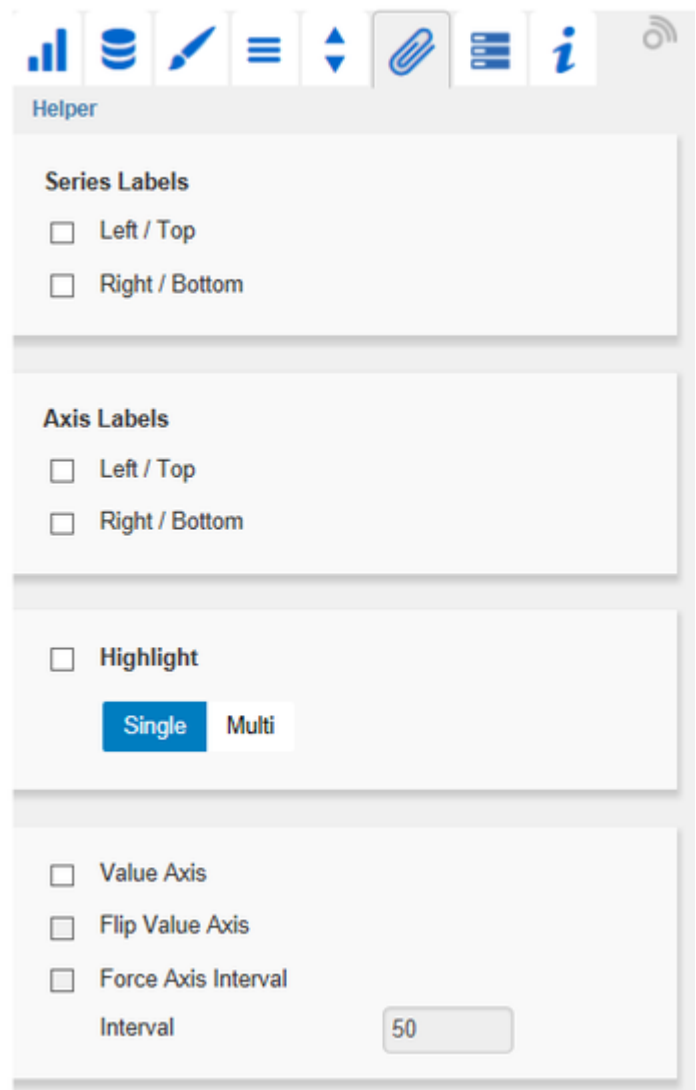 Helper
Series Labels
Left / Top
Right / Bottom
Axis Labels
Left / Top
Right / Bottom
Highlight
Single Multi
Value Axis
Flip Value Axis
Force Axis Interval
Interval 50